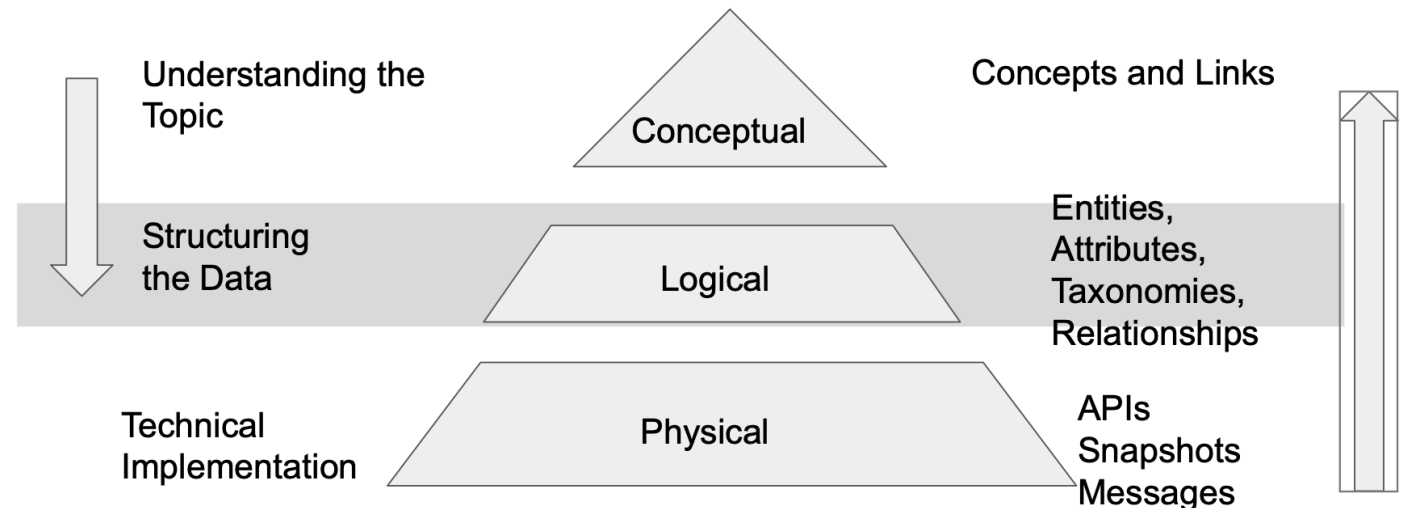 Understanding the
Topic
Conceptual
Concepts and Links
Structuring
the Data
Logical
Entities,
Attributes,
Taxonomies,
Relationships
Technical
Implementation
Physical
APIs
Snapshots
Messages